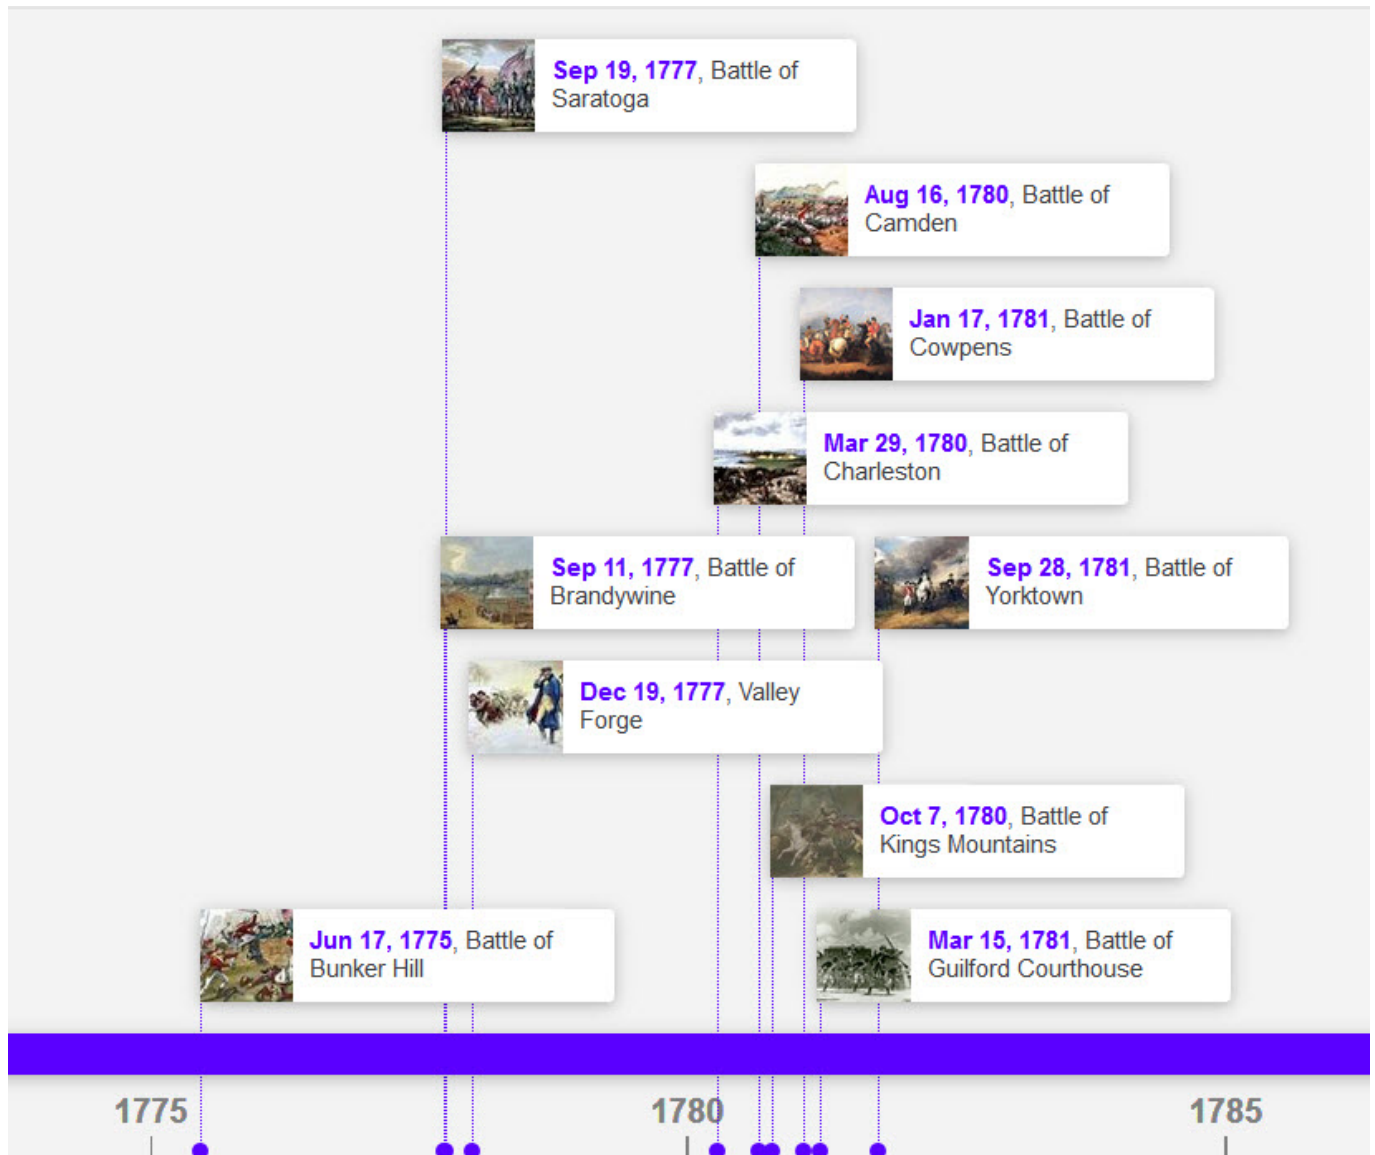 Sep 19, 1777, Battle of
Saratoga
Aug 16, 1780, Battle of
Camden
Jan 17, 1781, Battle of
Cowpens
Mar 29, 1780, Battle of
Charleston
Sep 11, 1777, Battle of
Brandywine
Sep 28, 1781, Battle of
Yorktown
Dec 19, 1777, Valley
Forge
Oct 7, 1780, Battle of
Kings Mountains
Jun 17, 1775, Battle of
Bunker Hill
Mar 15, 1781, Battle of
Guilford Courthouse
1775
1780
1785